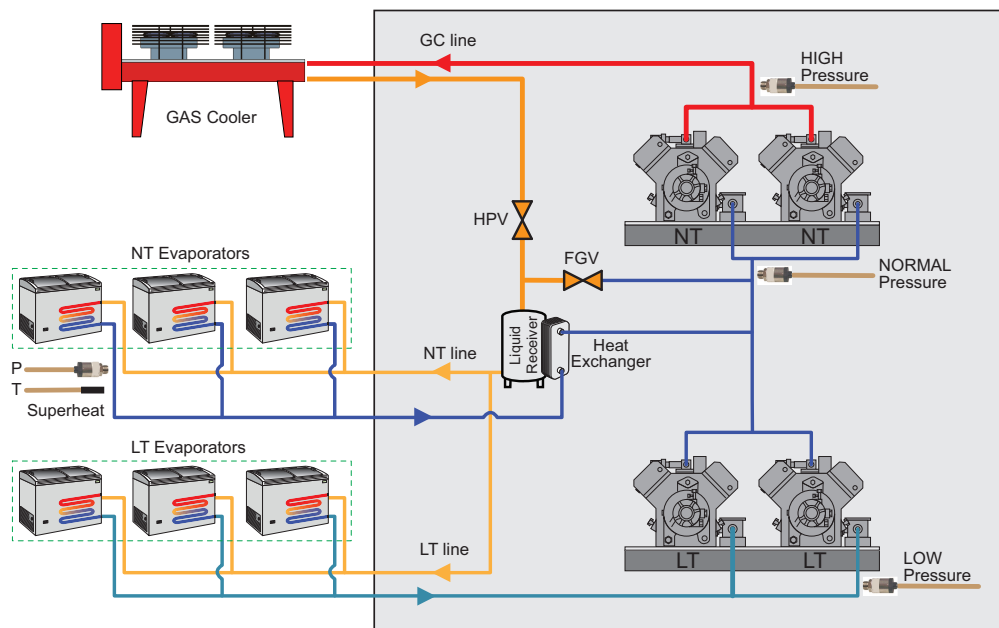 GC line
HIGH
Pressure
GAS Cooler
HPV
NT
NT
NT Evaporators
FGV
NORMAL
Pressure
Liquid
Receiver
Heat
Exchanger
NT line
P
T
Superheat
LT Evaporators
LT line
LT
LT
LOW
Pressure